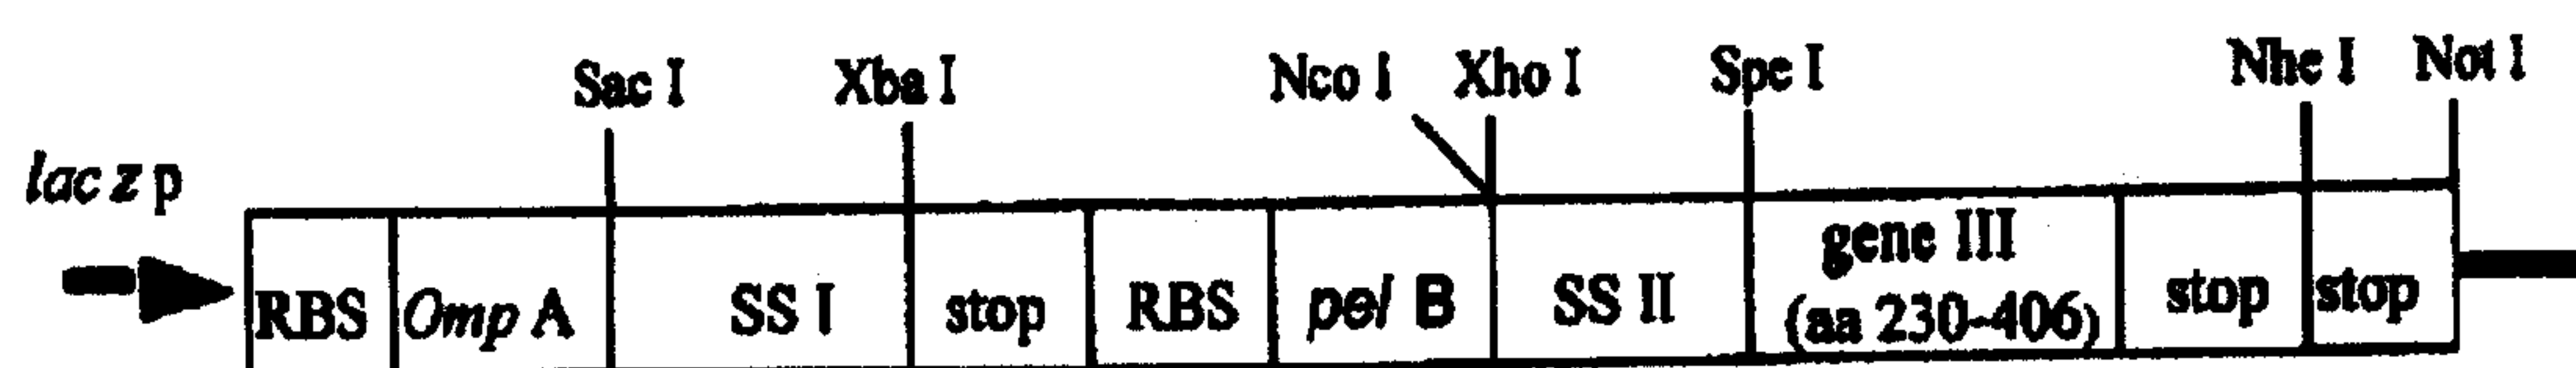 Sac I Xba I Nco I Xho I Spe I Nhe I Not I
lac z p
RBS Omp A SS I stop RBS pel B SS II gene III stop stop
(aa 230-406)